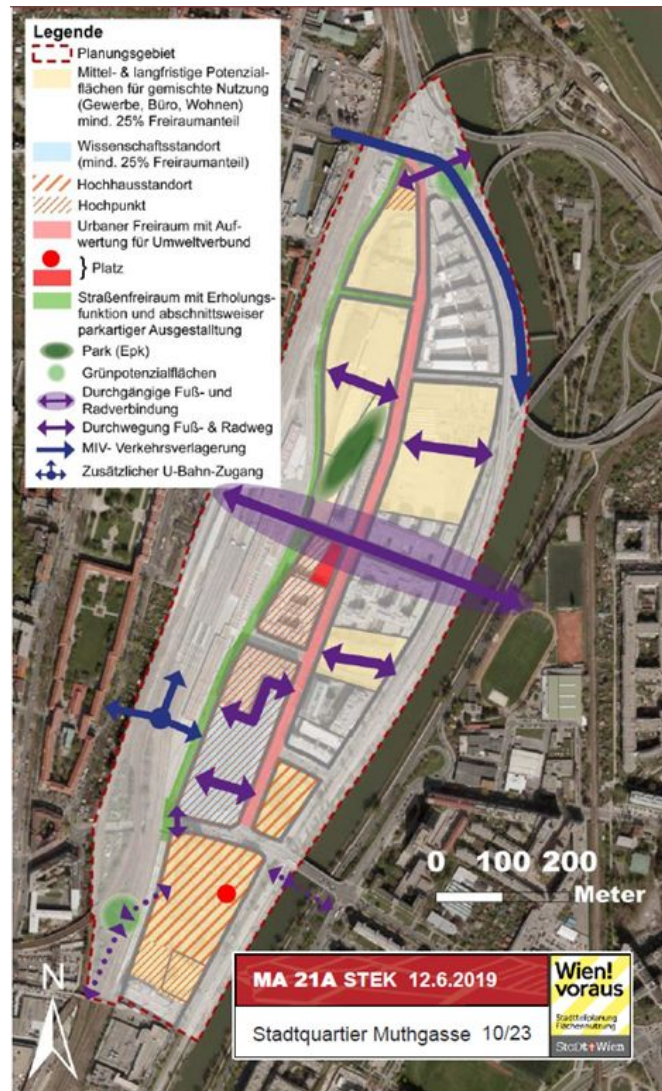 Legende
Planungsgebiet
Mittel- & langfristige Potenzial-
flächen für gemischte Nutzung
(Gewerbe, Büro, Wohnen)
mind. 25% Freiraumanteil
Wissenschaftsstandort
(mind. 25% Freiraumanteil)
Hochhausstandort
Hochpunkt
Urbaner Freiraum mit Auf-
wertung für Umweltverbund
} Platz
Straßenfreiraum mit Erholungs-
funktion und abschnittsweiser
parkartiger Ausgestalltung
Park (Epk)
Grünpotenzialflächen
Durchgängige Fuß- und
Radverbindung
Durchwegung Fuß- & Radweg
MIV- Verkehrsverlagerung
Zusätzlicher U-Bahn-Zugang
0 100 200
Meter
N
MA 21A STEK 12.6.2019
Stadtquartier Muthgasse 10/23
Wien!
voraus
Stadtteilplanung
Flächennutzung
StaDt Wien